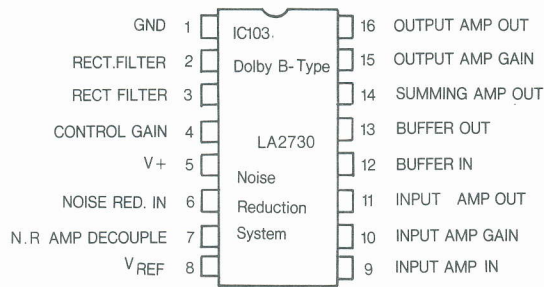 GND 1
RECT.FILTER 2
RECT FILTER 3
CONTROL GAIN 4
V+ 5
NOISE RED. IN 6
N.R AMP DECOUPLE 7
VREF 8
IC103.
Dolby B-Type
LA2730
Noise
Reduction
System
16 OUTPUT AMP OUT
15 OUTPUT AMP GAIN
14 SUMMING AMP OUT
13 BUFFER OUT
12 BUFFER IN
11 INPUT AMP OUT
10 INPUT AMP GAIN
9 INPUT AMP IN